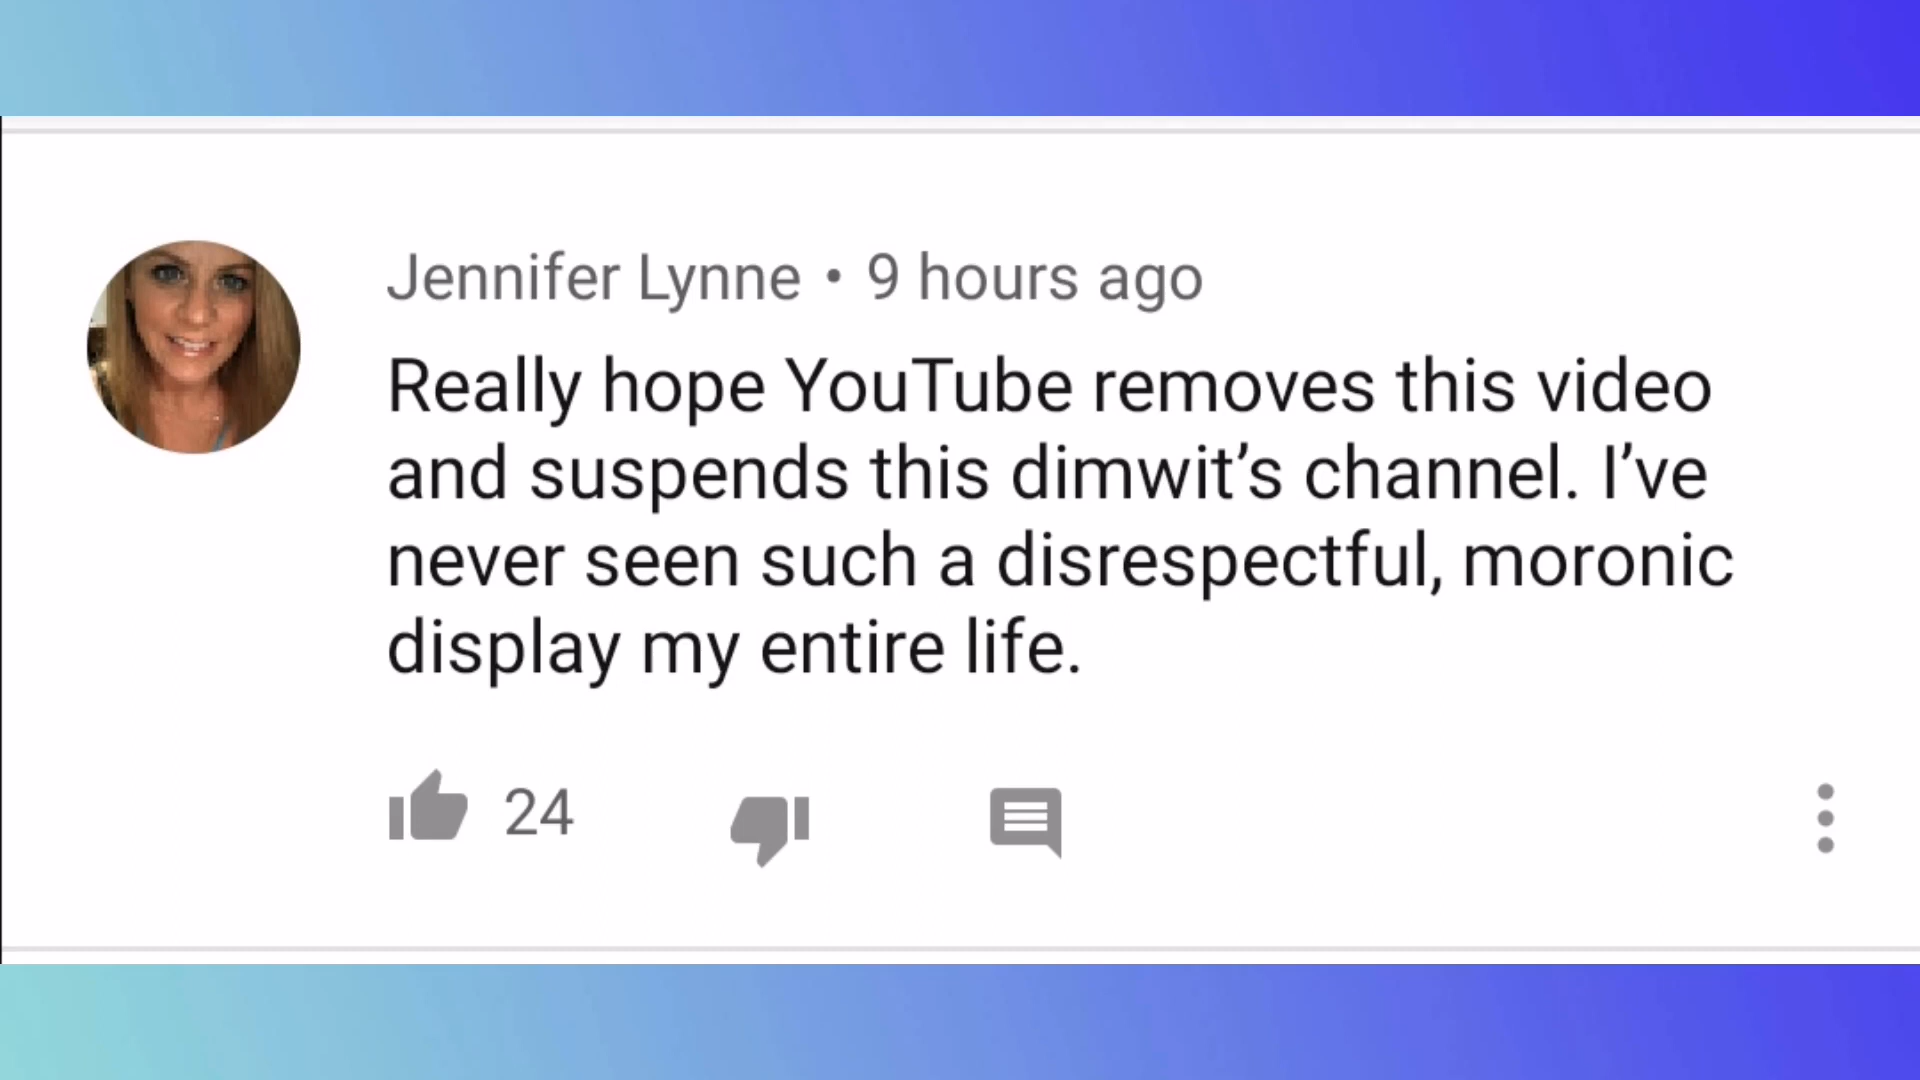 Jennifer Lynne • 9 hours ago
Really hope YouTube removes this video
and suspends this dimwit’s channel. I’ve
never seen such a disrespectful, moronic
display my entire life.
24